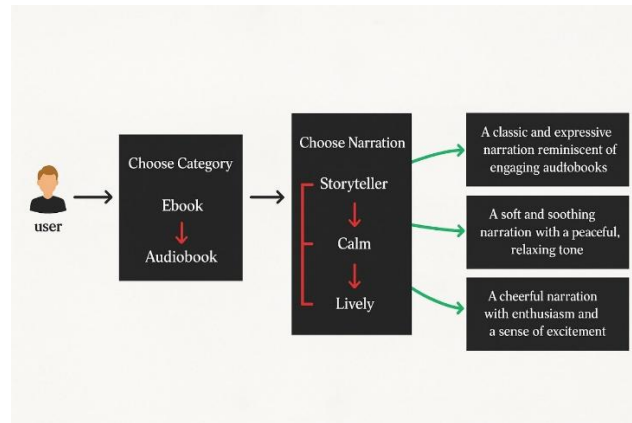 user
Choose Category
Ebook
Audiobook
Choose Narration
Storyteller
Calm
Lively
A classic and expressive
narration reminiscent of
engaging audtobooks
A soft and soothing
narration with a peaceful,
relaxing tone
A cheerful narration
with enthusiasm and
a sense of excitement